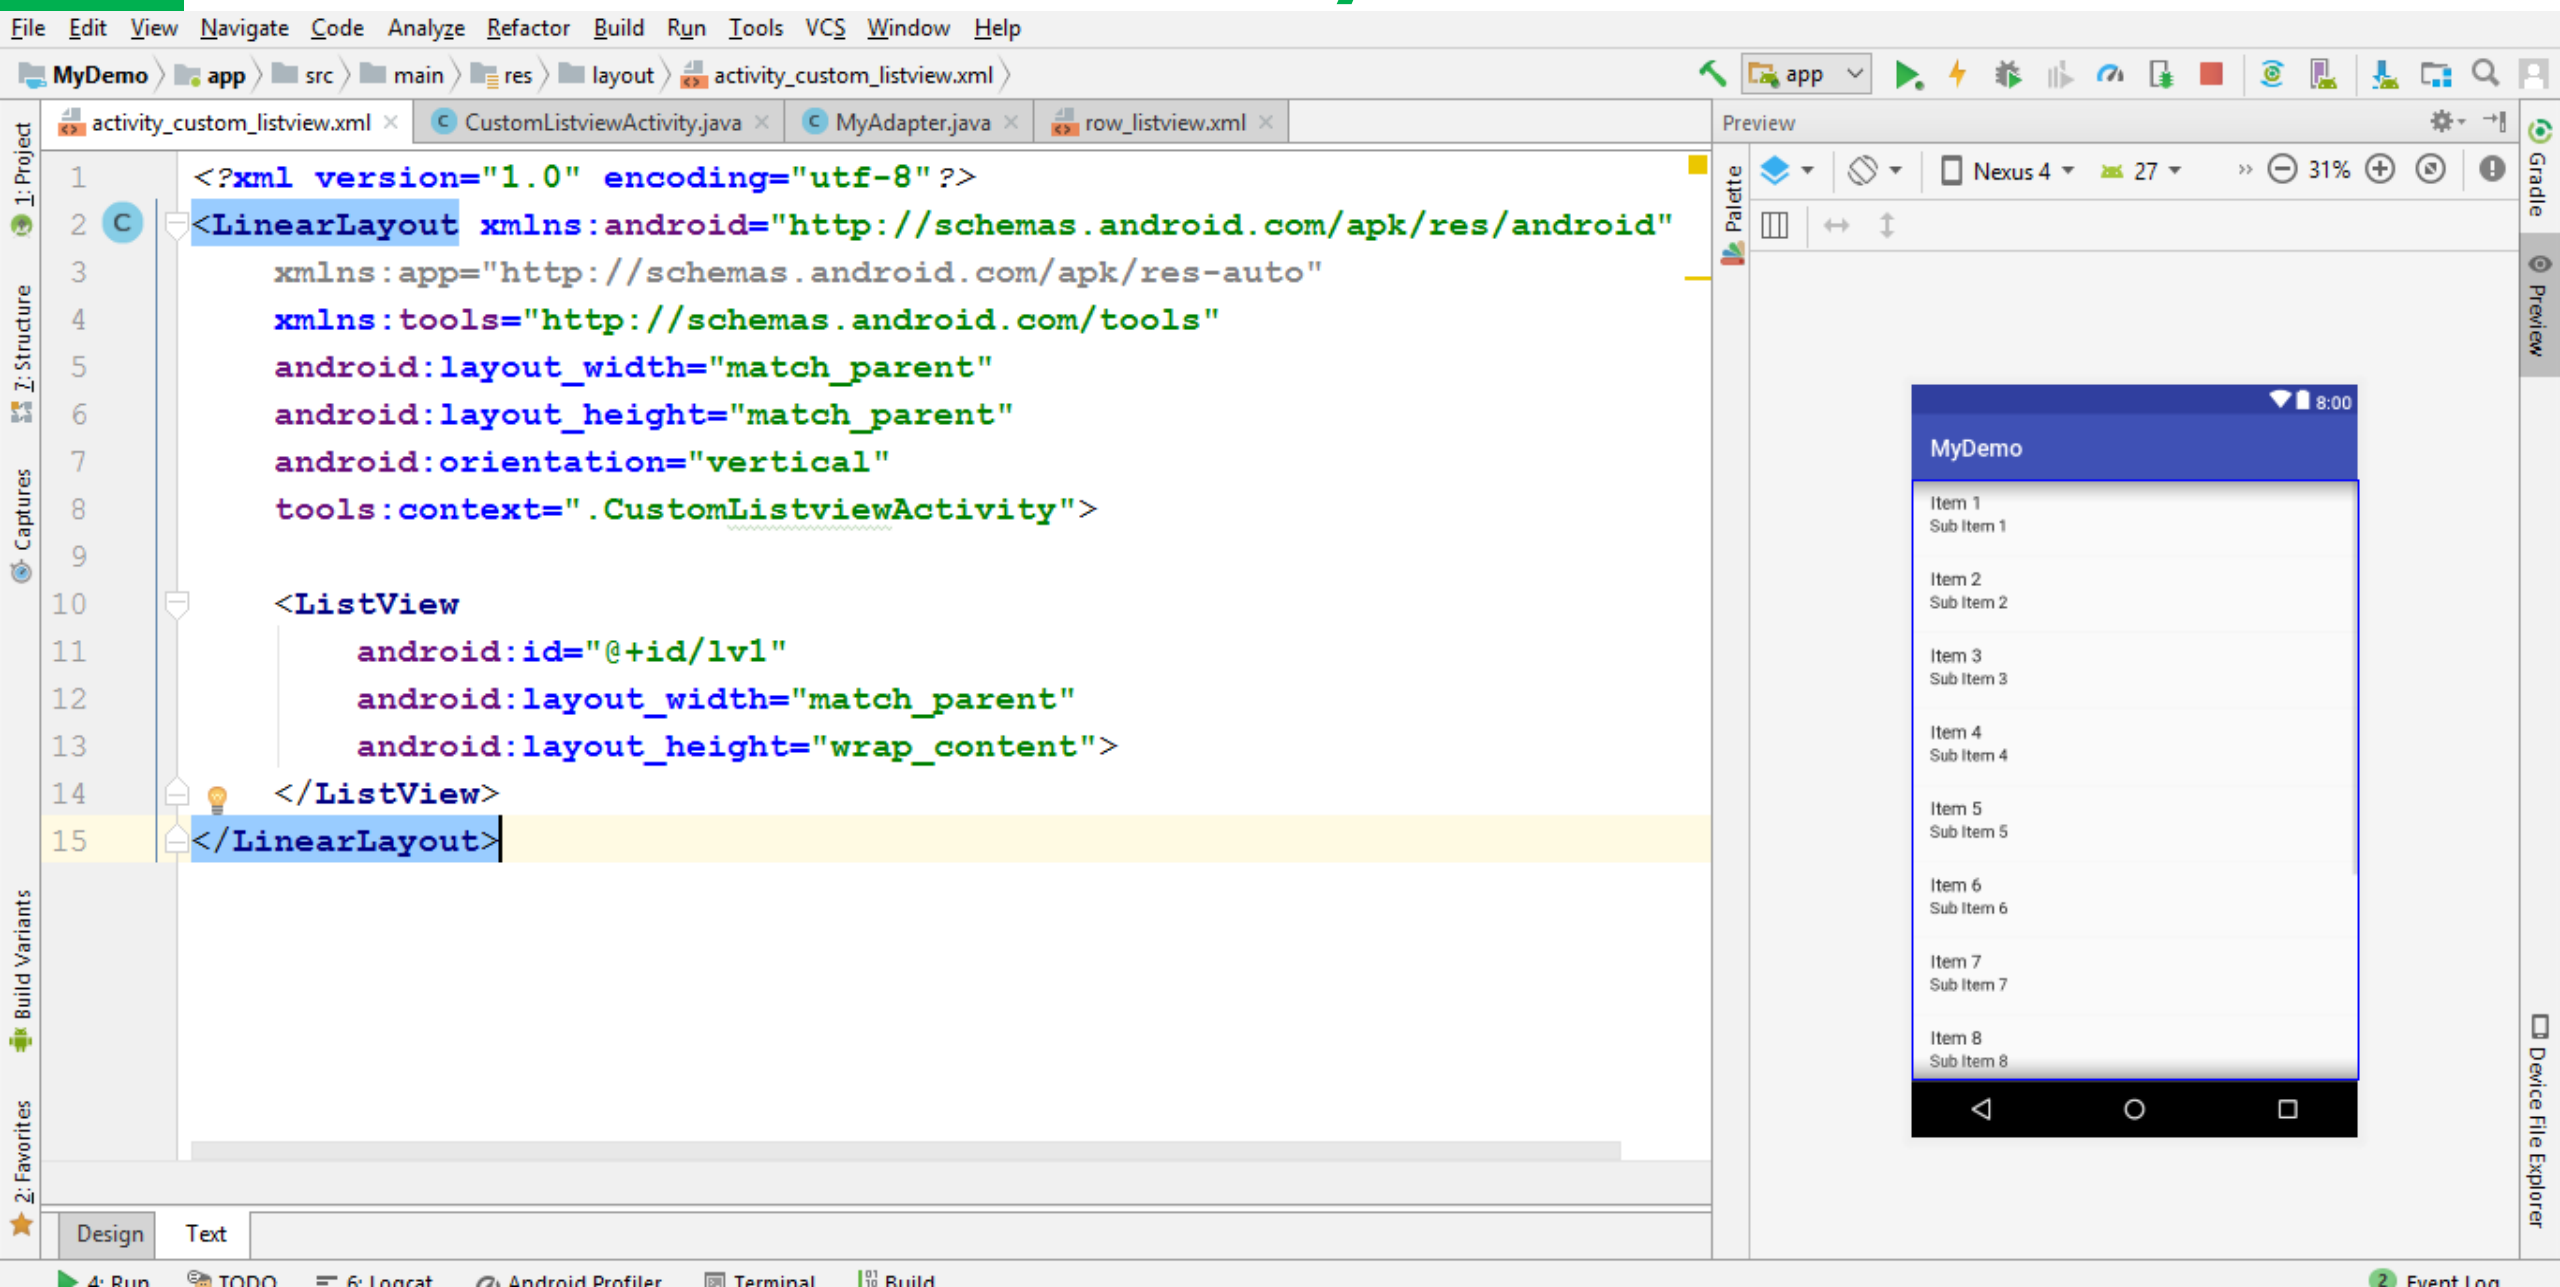 File Edit View Navigate Code Analyze Refactor Build Run Tools VCS Window Help
MyDemo app src main res layout activity_custom_listview.xml app
activity_custom_listview.xml CustomListviewActivity.java MyAdapter.java row_listview.xml Preview
1: Project
7: Structure
Captures
Build Variants
2: Favorites
1 <?xml version="1.0" encoding="utf-8"?>
2 <LinearLayout xmlns:android="http://schemas.android.com/apk/res/android"
3 xmlns:app="http://schemas.android.com/apk/res-auto"
4 xmlns:tools="http://schemas.android.com/tools"
5 android:layout_width="match_parent"
6 android:layout_height="match_parent"
7 android:orientation="vertical"
8 tools:context=".CustomListviewActivity">
9
10 <ListView
11 android:id="@+id/lv1"
12 android:layout_width="match_parent"
13 android:layout_height="wrap_content">
14 </ListView>
15 </LinearLayout>
Palette
Nexus 4 27 31%
8:00
MyDemo
Item 1
Sub Item 1
Item 2
Sub Item 2
Item 3
Sub Item 3
Item 4
Sub Item 4
Item 5
Sub Item 5
Item 6
Sub Item 6
Item 7
Sub Item 7
Item 8
Sub Item 8
Gradle
Preview
Device File Explorer
Design Text
4: Run TODO 6: Logcat Android Profiler Terminal Build 2 Event Log